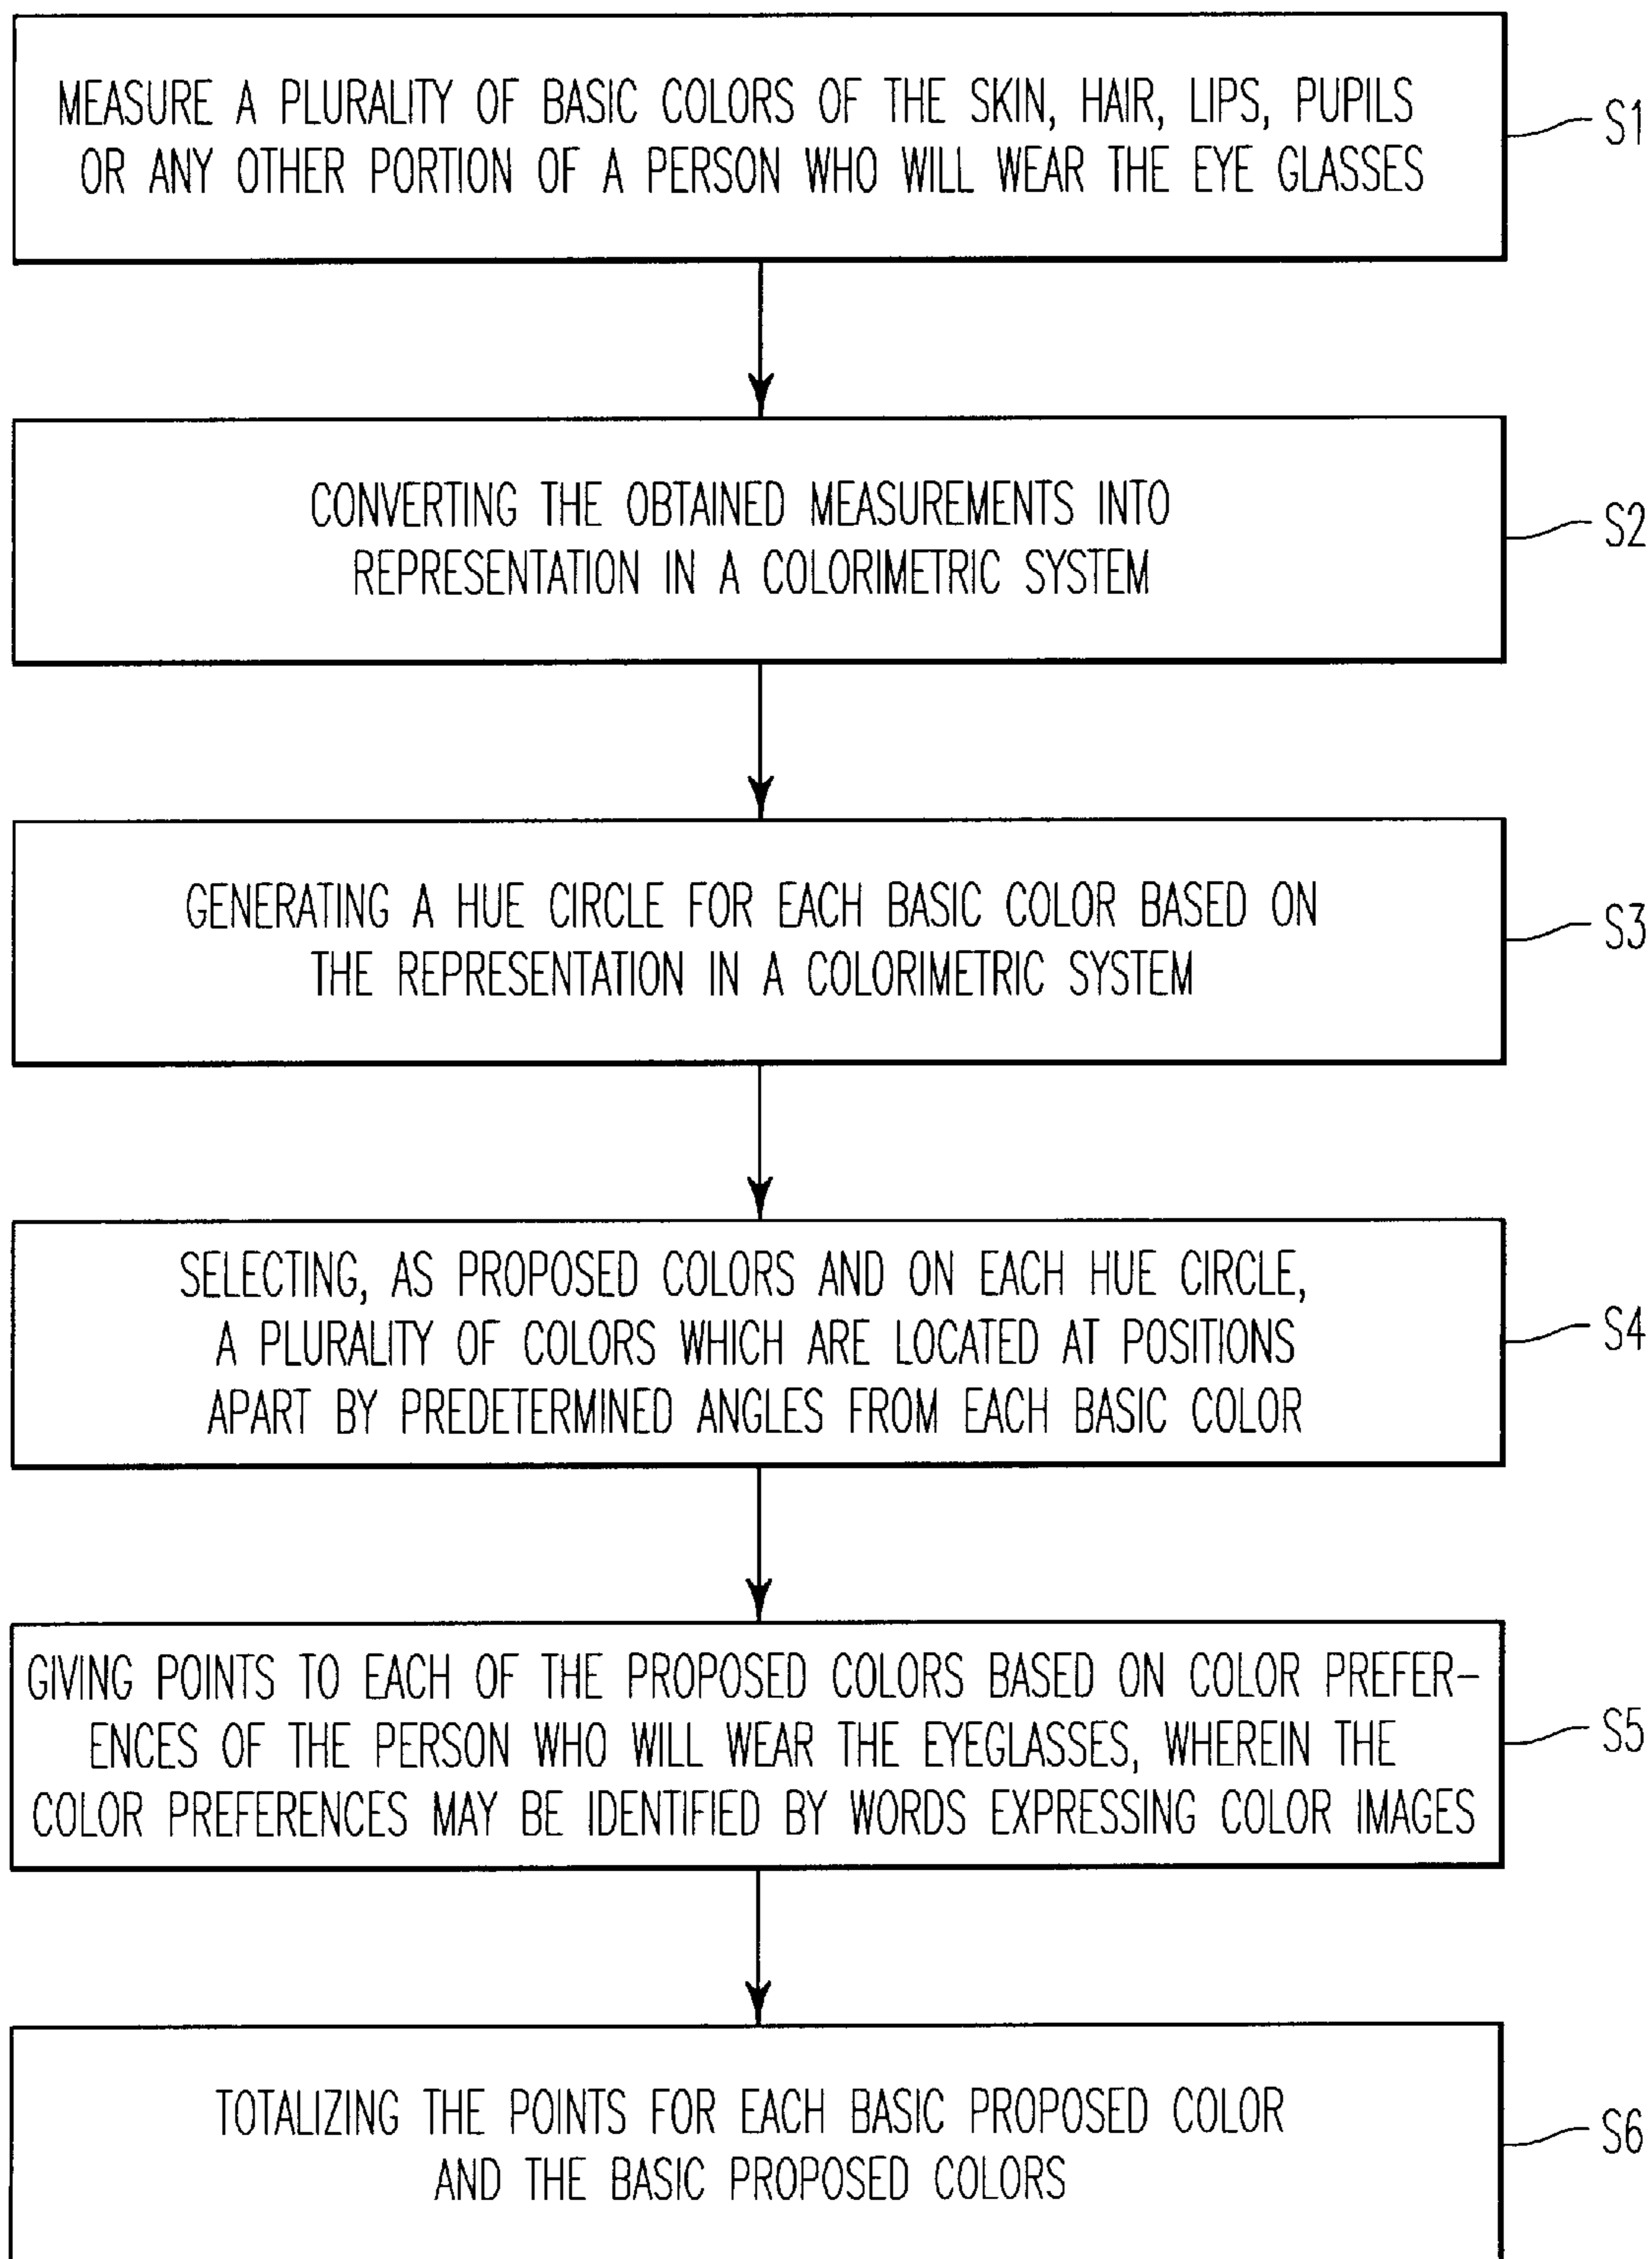 MEASURE A PLURALITY OF BASIC COLORS OF THE SKIN, HAIR, LIPS, PUPILS
OR ANY OTHER PORTION OF A PERSON WHO WILL WEAR THE EYE GLASSES
S1
CONVERTING THE OBTAINED MEASUREMENTS INTO
REPRESENTATION IN A COLORIMETRIC SYSTEM
S2
GENERATING A HUE CIRCLE FOR EACH BASIC COLOR BASED ON
THE REPRESENTATION IN A COLORIMETRIC SYSTEM
S3
SELECTING, AS PROPOSED COLORS AND ON EACH HUE CIRCLE,
A PLURALITY OF COLORS WHICH ARE LOCATED AT POSITIONS
APART BY PREDETERMINED ANGLES FROM EACH BASIC COLOR
S4
GIVING POINTS TO EACH OF THE PROPOSED COLORS BASED ON COLOR PREFER-
ENCES OF THE PERSON WHO WILL WEAR THE EYEGLASSES, WHEREIN THE
COLOR PREFERENCES MAY BE IDENTIFIED BY WORDS EXPRESSING COLOR IMAGES
S5
TOTALIZING THE POINTS FOR EACH BASIC PROPOSED COLOR
AND THE BASIC PROPOSED COLORS
S6